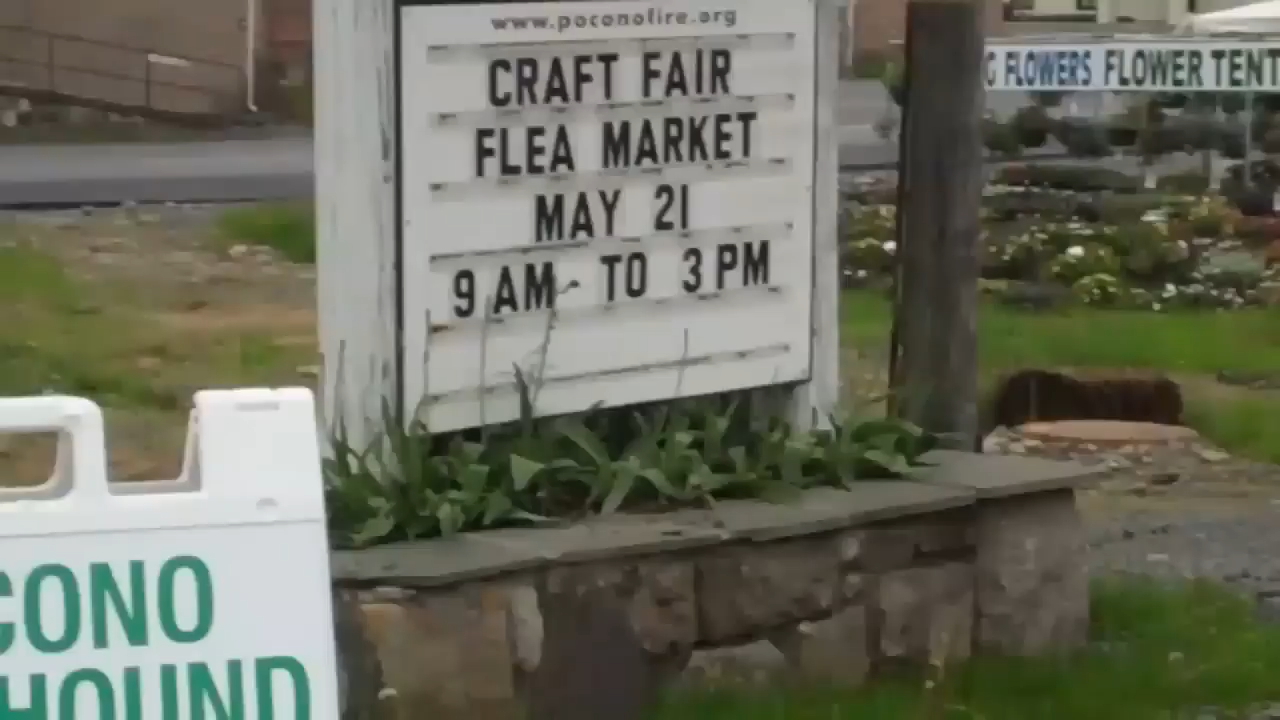 www.poconofire.org
CRAFT FAIR
FLEA MARKET
MAY 21
9 AM - TO 3 PM
G FLOWERS FLOWER TENT
CONO
HOUND